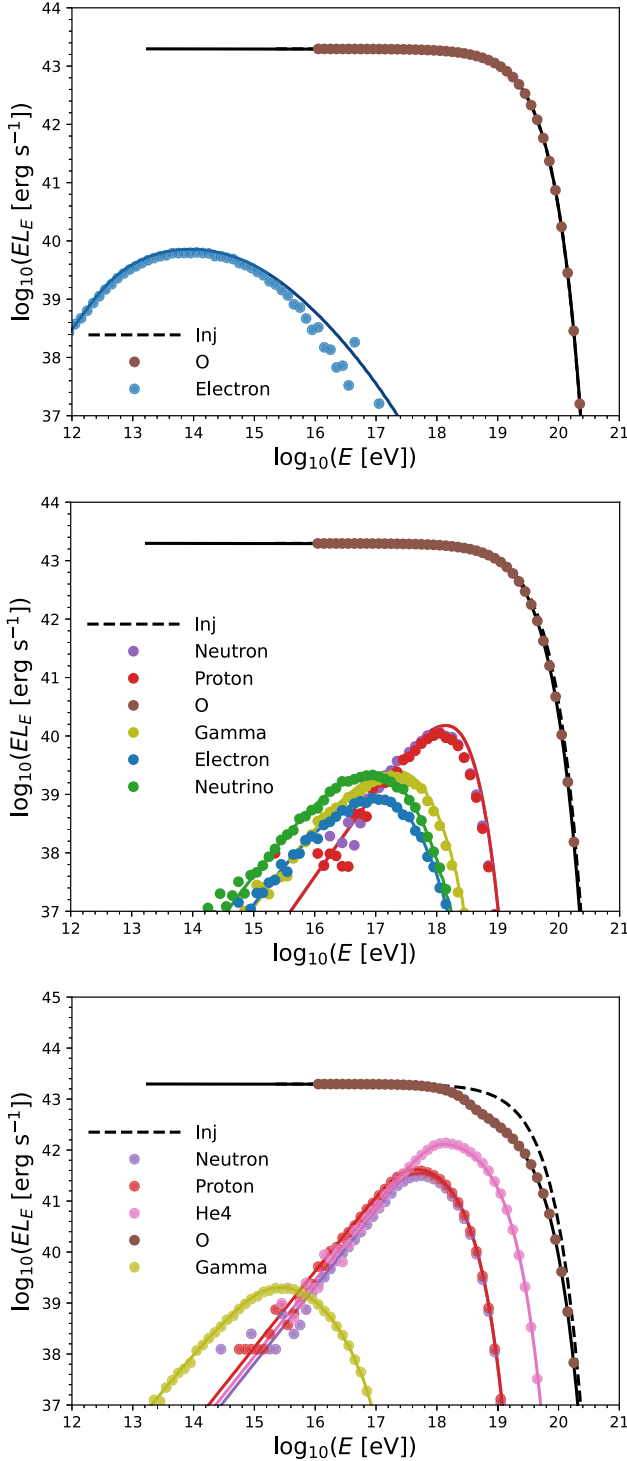 44
43
42
41
40
39
38
37
log₁₀(EL_E [erg s⁻¹])
Inj
O
Electron
12 13 14 15 16 17 18 19 20 21
log₁₀(E [eV])
44
43
42
41
40
39
38
37
log₁₀(EL_E [erg s⁻¹])
Inj
Neutron
Proton
O
Gamma
Electron
Neutrino
12 13 14 15 16 17 18 19 20 21
log₁₀(E [eV])
45
44
43
42
41
40
39
38
37
log₁₀(EL_E [erg s⁻¹])
Inj
Neutron
Proton
He4
O
Gamma
12 13 14 15 16 17 18 19 20 21
log₁₀(E [eV])